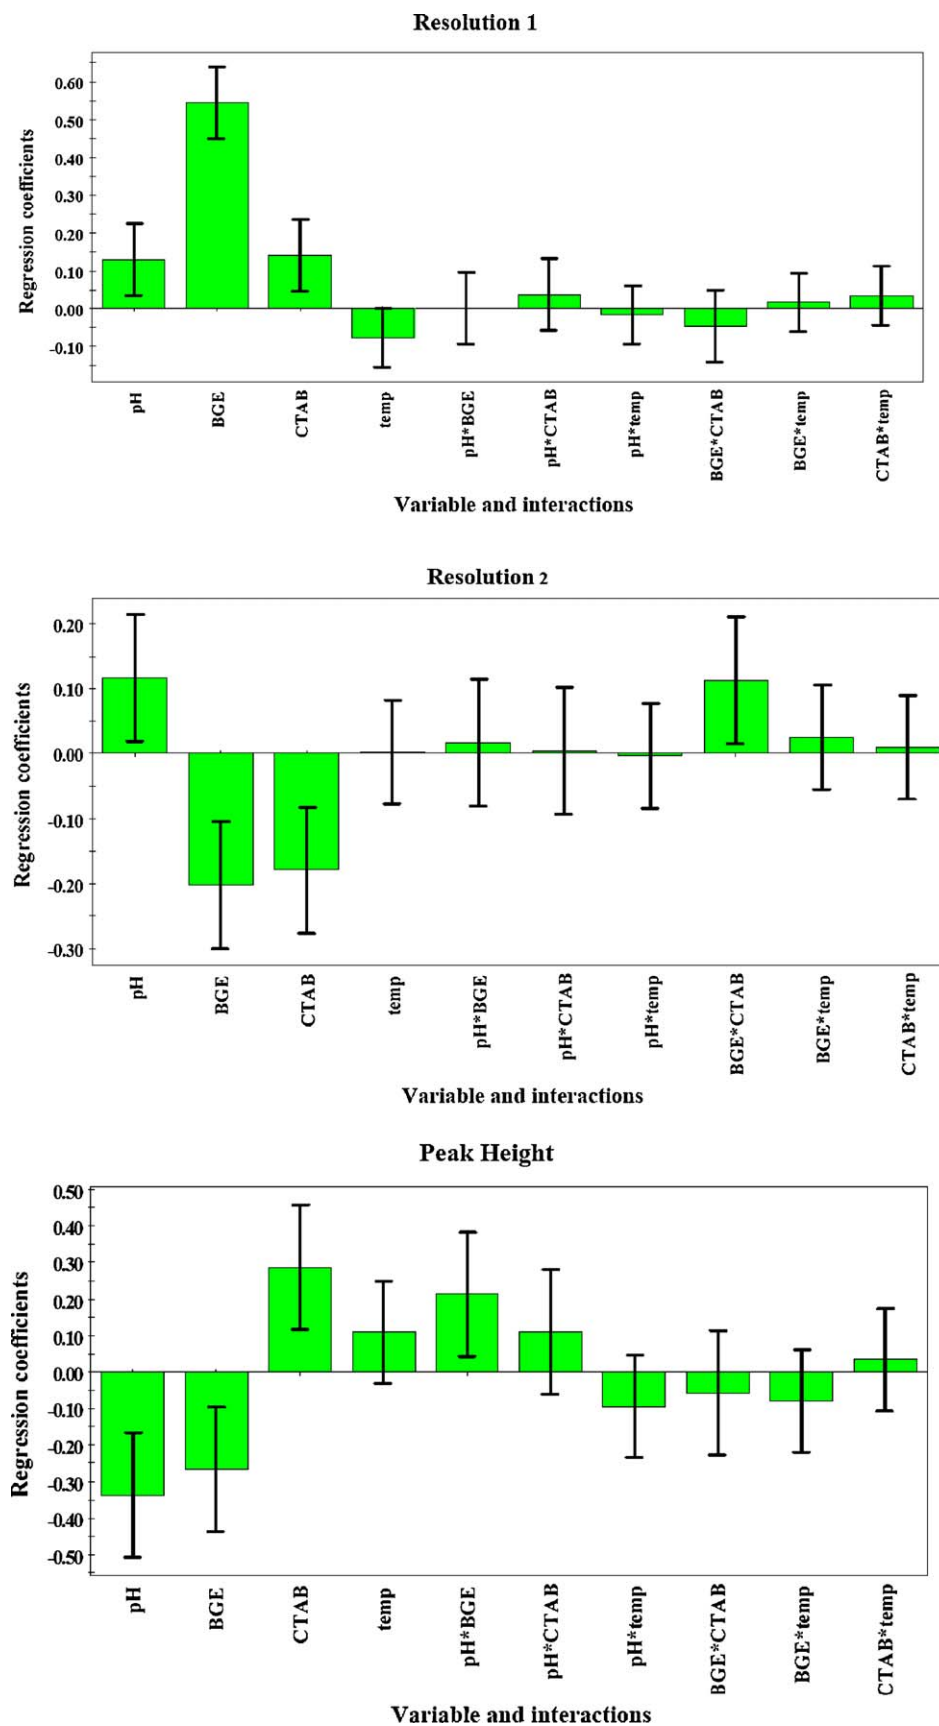 Resolution 1
Regression coefficients
0.60
0.50
0.40
0.30
0.20
0.10
0.00
-0.10
pH
BGE
CTAB
temp
pH*BGE
pH*CTAB
pH*temp
BGE*CTAB
BGE*temp
CTAB*temp
Variable and interactions
Resolution 2
Regression coefficients
0.20
0.10
0.00
-0.10
-0.20
-0.30
pH
BGE
CTAB
temp
pH*BGE
pH*CTAB
pH*temp
BGE*CTAB
BGE*temp
CTAB*temp
Variable and interactions
Peak Height
Regression coefficients
0.50
0.40
0.30
0.20
0.10
0.00
-0.10
-0.20
-0.30
-0.40
-0.50
pH
BGE
CTAB
temp
pH*BGE
pH*CTAB
pH*temp
BGE*CTAB
BGE*temp
CTAB*temp
Variable and interactions